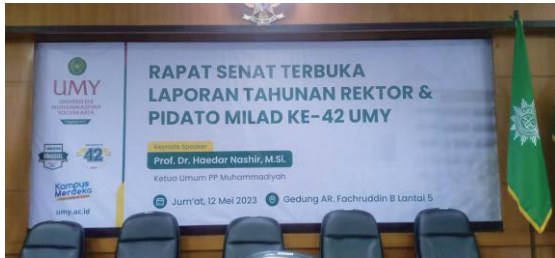 UMY
UNIVERSITAS
MUHAMMADIYAH
YOGYAKARTA
42
Kampus
Merdeka
umy.ac.id
RAPAT SENAT TERBUKA
LAPORAN TAHUNAN REKTOR &
PIDATO MILAD KE-42 UMY
Keynote Speaker
Prof. Dr. Haedar Nashir, M.Si.
Ketua Umum PP Muhammadiyah
Jum'at, 12 Mei 2023
Gedung AR. Fachruddin B Lantai 5